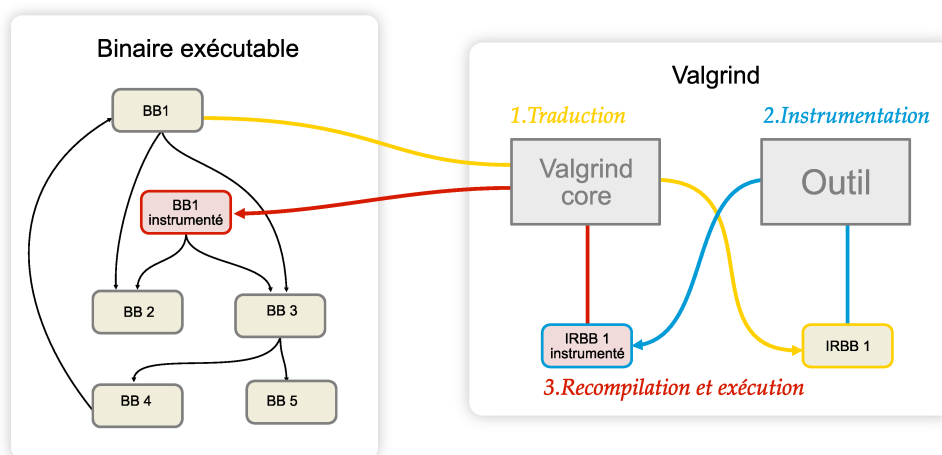 Binaire exécutable
BB1
BB1
instrumenté
BB 2
BB 3
BB 4
BB 5
Valgrind
1.Traduction
2.Instrumentation
Valgrind
core
Outil
IRBB 1
instrumenté
IRBB 1
3.Recompilation et exécution